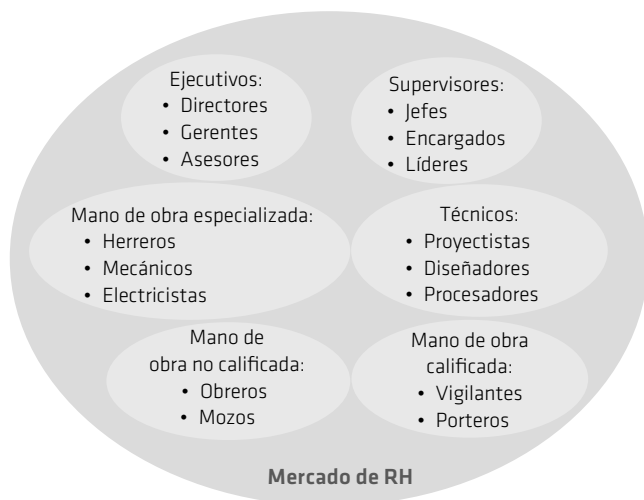 Ejecutivos:
• Directores
• Gerentes
• Asesores
Supervisores:
• Jefes
• Encargados
• Líderes
Mano de obra especializada:
• Herreros
• Mecánicos
• Electricistas
Técnicos:
• Proyectistas
• Diseñadores
• Procesadores
Mano de
obra no calificada:
• Obreros
• Mozos
Mano de obra
calificada:
• Vigilantes
• Porteros
Mercado de RH